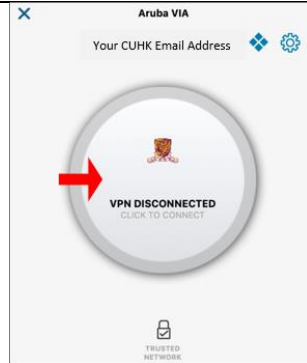 Aruba VIA
Your CUHK Email Address
VPN DISCONNECTED
CLICK TO CONNECT
TRUSTED
NETWORK